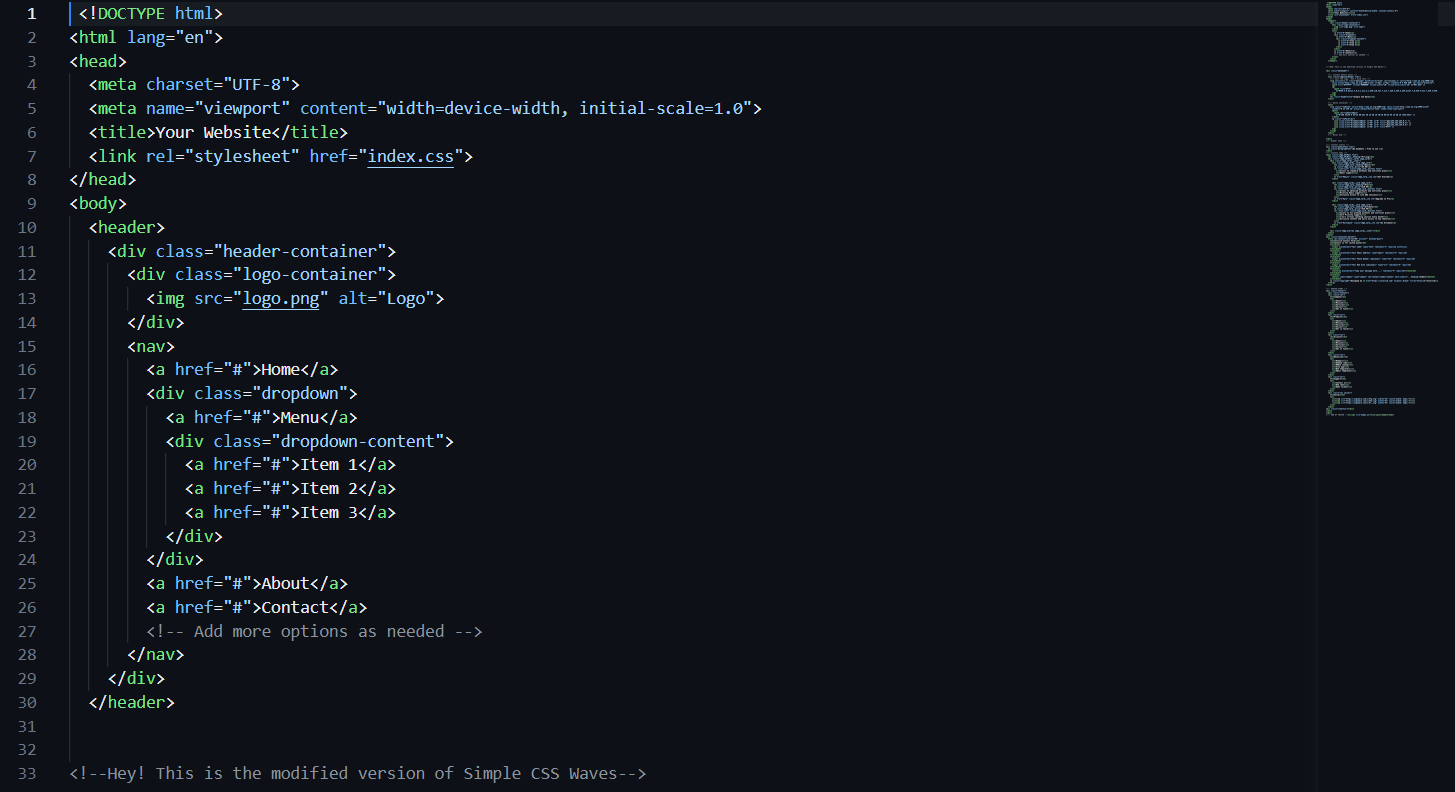 1 <!DOCTYPE html>
2 <html lang="en">
3 <head>
4 <meta charset="UTF-8">
5 <meta name="viewport" content="width=device-width, initial-scale=1.0">
6 <title>Your Website</title>
7 <link rel="stylesheet" href="index.css">
8 </head>
9 <body>
10 <header>
11 <div class="header-container">
12 <div class="logo-container">
13 <img src="logo.png" alt="Logo">
14 </div>
15 <nav>
16 <a href="#">Home</a>
17 <div class="dropdown">
18 <a href="#">Menu</a>
19 <div class="dropdown-content">
20 <a href="#">Item 1</a>
21 <a href="#">Item 2</a>
22 <a href="#">Item 3</a>
23 </div>
24 </div>
25 <a href="#">About</a>
26 <a href="#">Contact</a>
27 <!-- Add more options as needed -->
28 </nav>
29 </div>
30 </header>
31
32
33 <!--Hey! This is the modified version of Simple CSS Waves-->